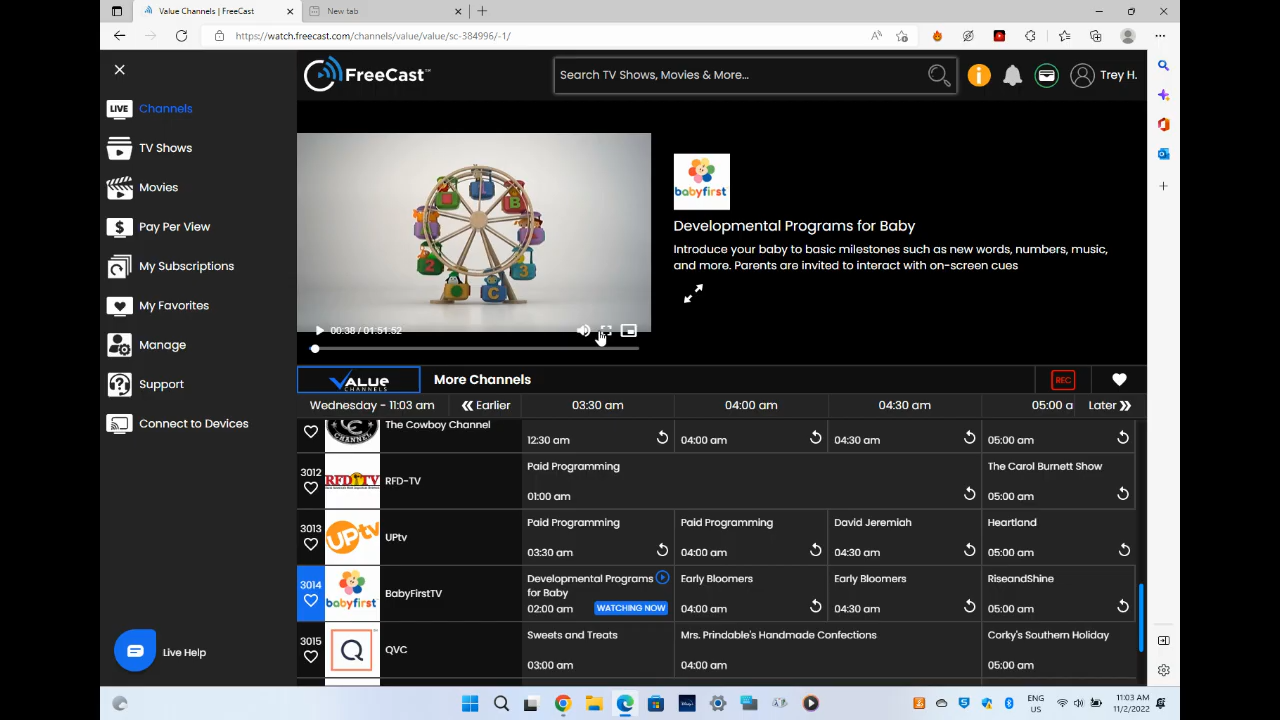 Value Channels | FreeCast
New tab
https://www.freecast.com/channels/value/value/sc-384996/-1/
FreeCast
Search TV Shows, Movies & More...
Trey H.
LIVE Channels
TV Shows
Movies
$ Pay Per View
My Subscriptions
My Favorites
Manage
Support
Connect to Devices
Live Help
B
2
3
C
00:38 / 01:51:52
babyfirst
Developmental Programs for Baby
Introduce your baby to basic milestones such as new words, numbers, music,
and more. Parents are invited to interact with on-screen cues
VALUE
CHANNELS
More Channels
REC
Wednesday - 11:03 am
Earlier
03:30 am
04:00 am
04:30 am
05:00 a
Later
CHANNEL
The Cowboy Channel
12:30 am
04:00 am
04:30 am
05:00 am
3012
RFD TV
RFD-TV
Paid Programming
01:00 am
The Carol Burnett Show
05:00 am
3013
UPtv
UPtv
Paid Programming
03:30 am
Paid Programming
04:00 am
David Jeremiah
04:30 am
Heartland
05:00 am
3014
babyfirst
BabyFirstTV
Developmental Programs
for Baby
02:00 am
WATCHING NOW
Early Bloomers
04:00 am
Early Bloomers
04:30 am
RiseandShine
05:00 am
3015
Q
QVC
Sweets and Treats
03:00 am
Mrs. Prindable's Handmade Confections
04:00 am
Corky's Southern Holiday
05:00 am
ENG
US
11:03 AM
11/2/2022